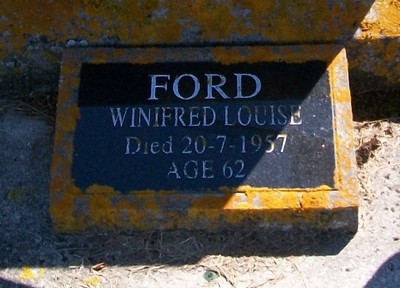 FORD
WINIFRED LOUISE
Died 20-7-1957
AGE 62